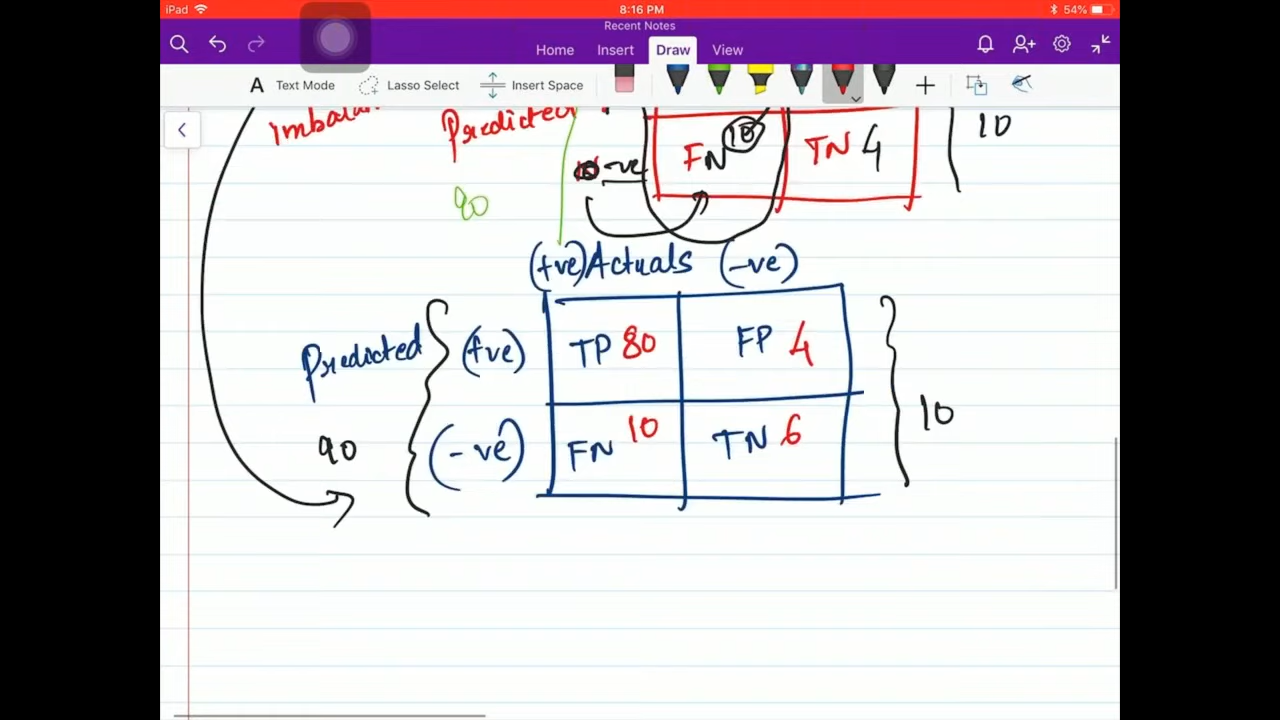 iPad 8:16 PM 54%
Recent Notes
Home Insert Draw View
A Text Mode Lasso Select Insert Space
Predicted
-ve FN 10 TN 4 10
90
(+ve) Actuals (-ve)
Predicted (+ve) TP 80 FP 4
90 (-ve) FN 10 TN 6 10